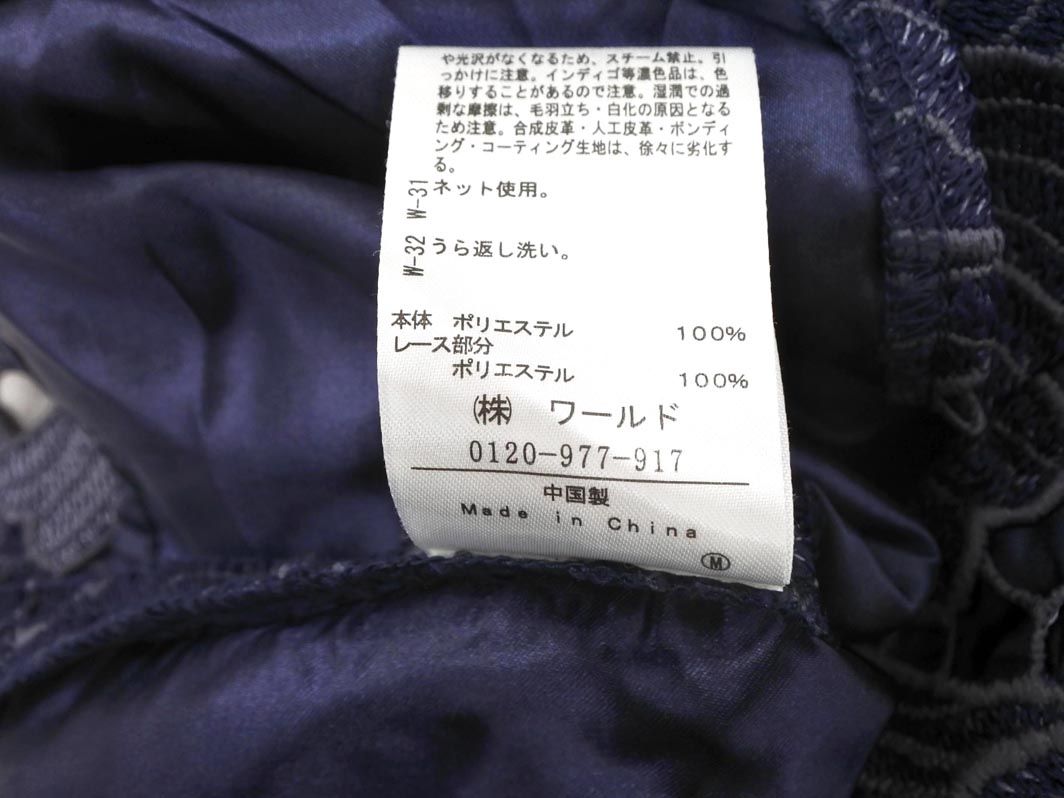 や光沢がなくなるため、スチーム禁止。引
っかけに注意。インディゴ等濃色品は、色
移りすることがあるので注意。湿潤での過
剰な摩擦は、毛羽立ち・白化の原因となる
ため注意。合成皮革・人工皮革・ボンディ
ング・コーティング生地は、徐々に劣化す
る。
W-31 ネット使用。
W-32 うら返し洗い。
本体 ポリエステル 100%
レース部分
ポリエステル 100%
㈱ ワールド
0120-977-917
中国製
Made in China
Ⓜ